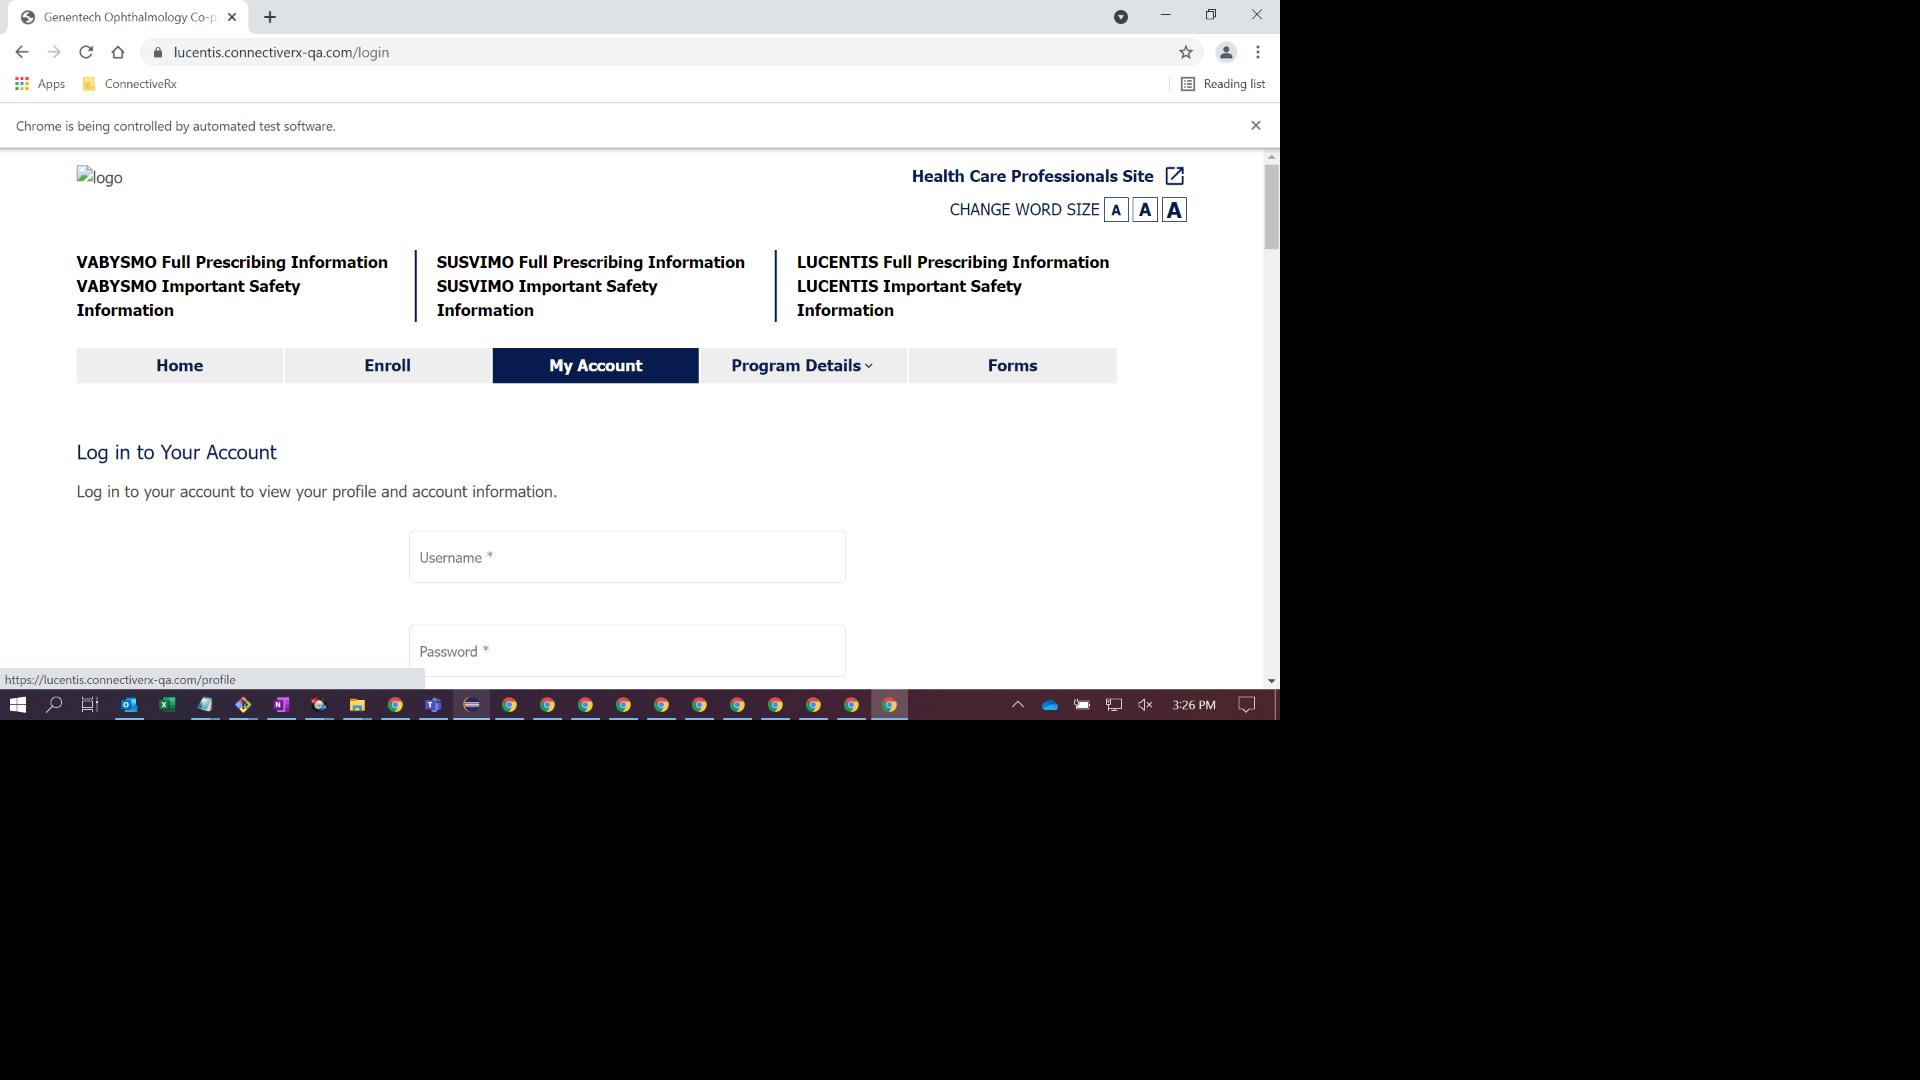 Genentech Ophthalmology Co-p
lucentis.connectiverx-qa.com/login
Apps
ConnectiveRx
Reading list
Chrome is being controlled by automated test software.
logo
Health Care Professionals Site
CHANGE WORD SIZE A A A
VABYSMO Full Prescribing Information
VABYSMO Important Safety
Information
SUSVIMO Full Prescribing Information
SUSVIMO Important Safety
Information
LUCENTIS Full Prescribing Information
LUCENTIS Important Safety
Information
Home
Enroll
My Account
Program Details
Forms
Log in to Your Account
Log in to your account to view your profile and account information.
Username *
Password *
https://lucentis.connectiverx-qa.com/profile
3:26 PM